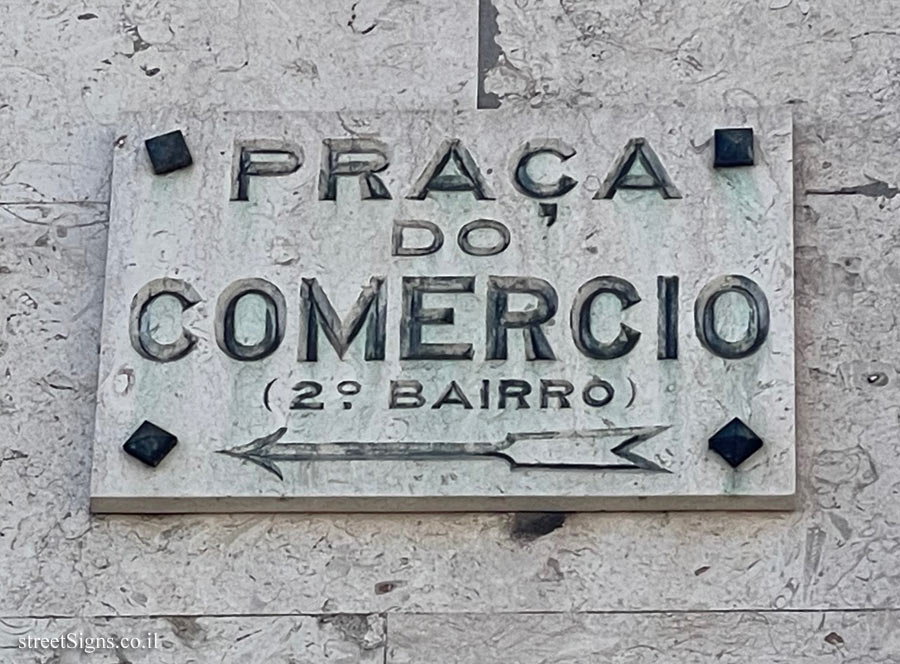 PRAÇA
DO
COMERCIO
(2º BAIRRO)
streetSigns.co.il